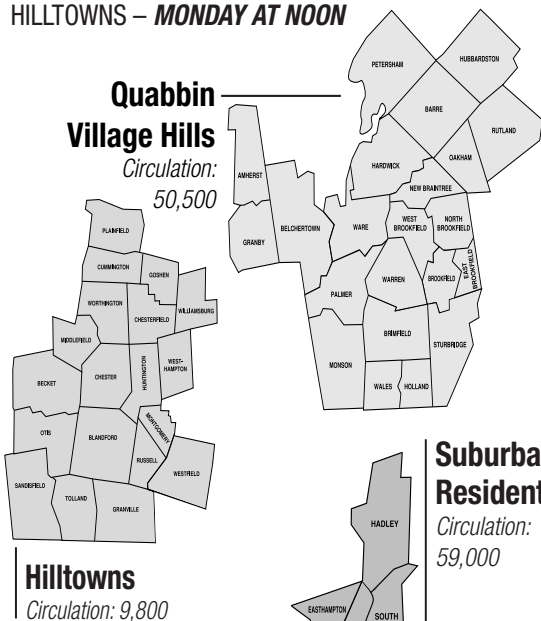 HILLTOWNS – MONDAY AT NOON
Quabbin
Village Hills
Circulation:
50,500
PETERSHAM
HUBBARDSTON
BARRE
RUTLAND
HARDWICK
OAKHAM
NEW BRAINTREE
AMHERST
BELCHERTOWN
GRANBY
WARE
WEST
BROOKFIELD
NORTH
BROOKFIELD
PALMER
WARREN
BROOKFIELD
EAST
BROOKFIELD
BRIMFIELD
STURBRIDGE
MONSON
WALES
HOLLAND
PLAINFIELD
CUMMINGTON
GOSHEN
WORTHINGTON
CHESTERFIELD
WILLIAMSBURG
MIDDLEFIELD
WEST-
HAMPTON
BECKET
CHESTER
HUNTINGTON
MONTGOMERY
OTIS
BLANDFORD
RUSSELL
WESTFIELD
SANDISFIELD
TOLLAND
GRANVILLE
Hilltowns
Circulation: 9,800
Suburba
Resident
Circulation:
59,000
HADLEY
EASTHAMPTON
SOUTH